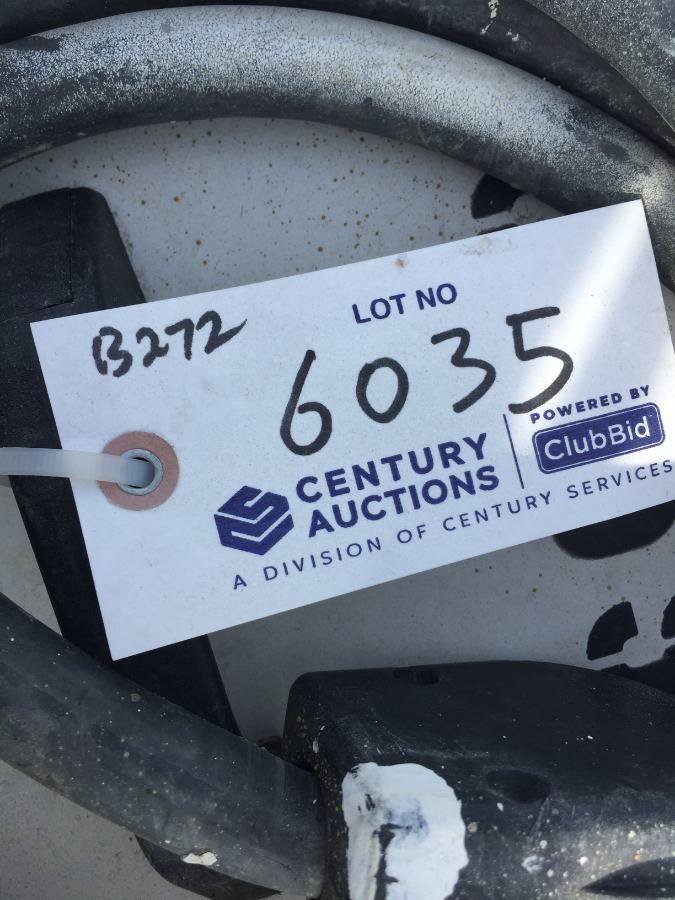 LOT NO
B272
6035
POWERED BY
ClubBid
CENTURY
AUCTIONS
A DIVISION OF CENTURY SERVICES